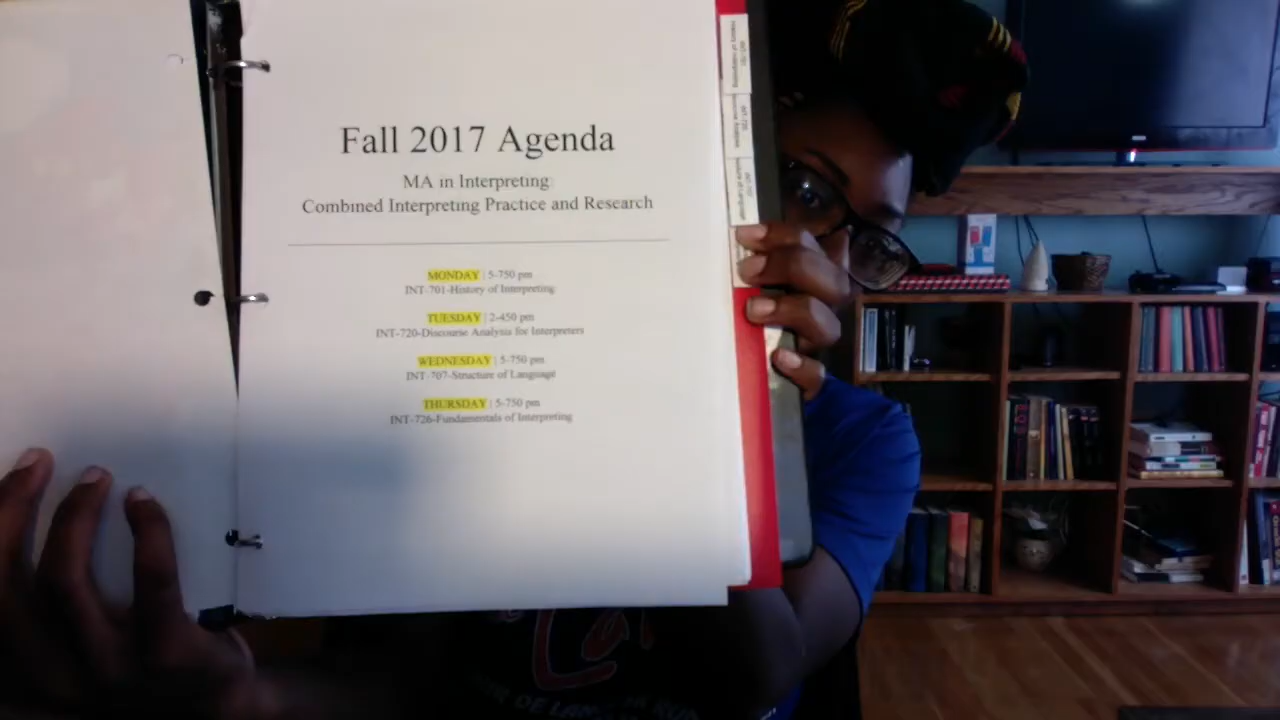 Fall 2017 Agenda
MA in Interpreting:
Combined Interpreting Practice and Research
MONDAY | 5-750 pm
INT-701-History of Interpreting
TUESDAY | 2-450 pm
INT-720-Discourse Analysis for Interpreters
WEDNESDAY | 5-750 pm
INT-707-Structure of Language
THURSDAY | 5-750 pm
INT-726-Fundamentals of Interpreting